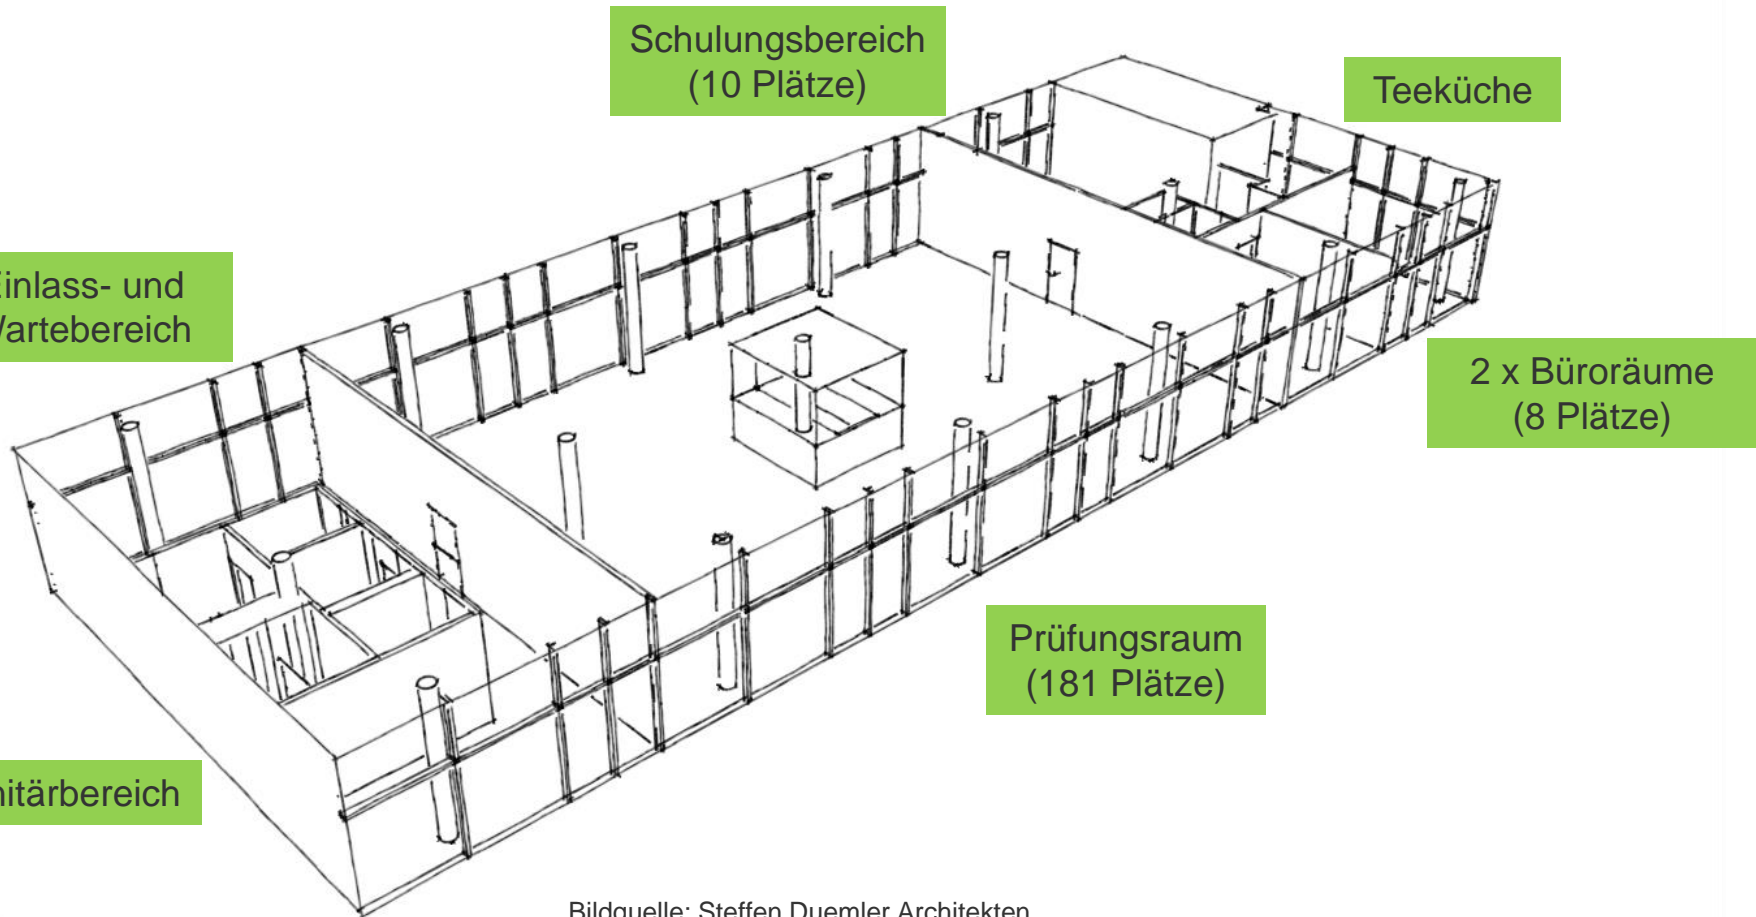 Schulungsbereich
(10 Plätze)
Teeküche
Einlass- und
Wartebereich
2 x Büroräume
(8 Plätze)
Prüfungsraum
(181 Plätze)
nitärbereich
Bildquelle: Steffen Duemler Architekten